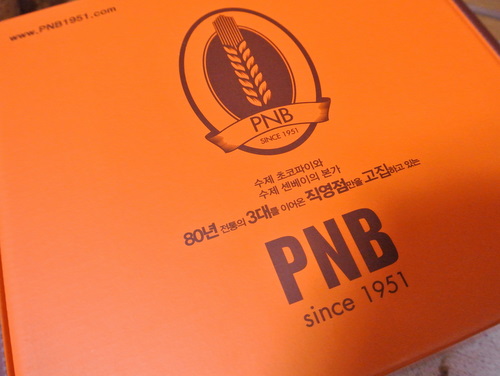 www.PNB1951.com
PNB
SINCE 1951
수제 초코파이와
수제 센베이의 본가
80년 전통의 3대를 이어온 직영점만을 고집하고 있는
PNB
since 1951